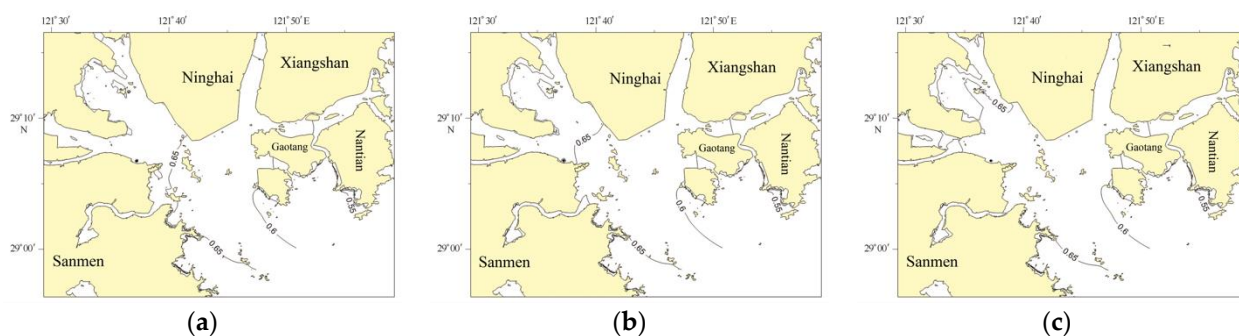 121°30′ 121°40′ 121°50′ E
Ninghai
Xiangshan
29°10′
N
0.65
Gaotang
Nantian
0.55
0.6
29°00′
0.65
Sanmen
(a)
121°30′ 121°40′ 121°50′ E
Ninghai
Xiangshan
29°10′
N
0.65
Gaotang
Nantian
0.6
0.55
29°00′
0.65
Sanmen
(b)
121°30′ 121°40′ 121°50′ E
Ninghai
Xiangshan
0.65
29°10′
N
Gaotang
Nantian
0.6
0.55
29°00′
0.65
Sanmen
(c)